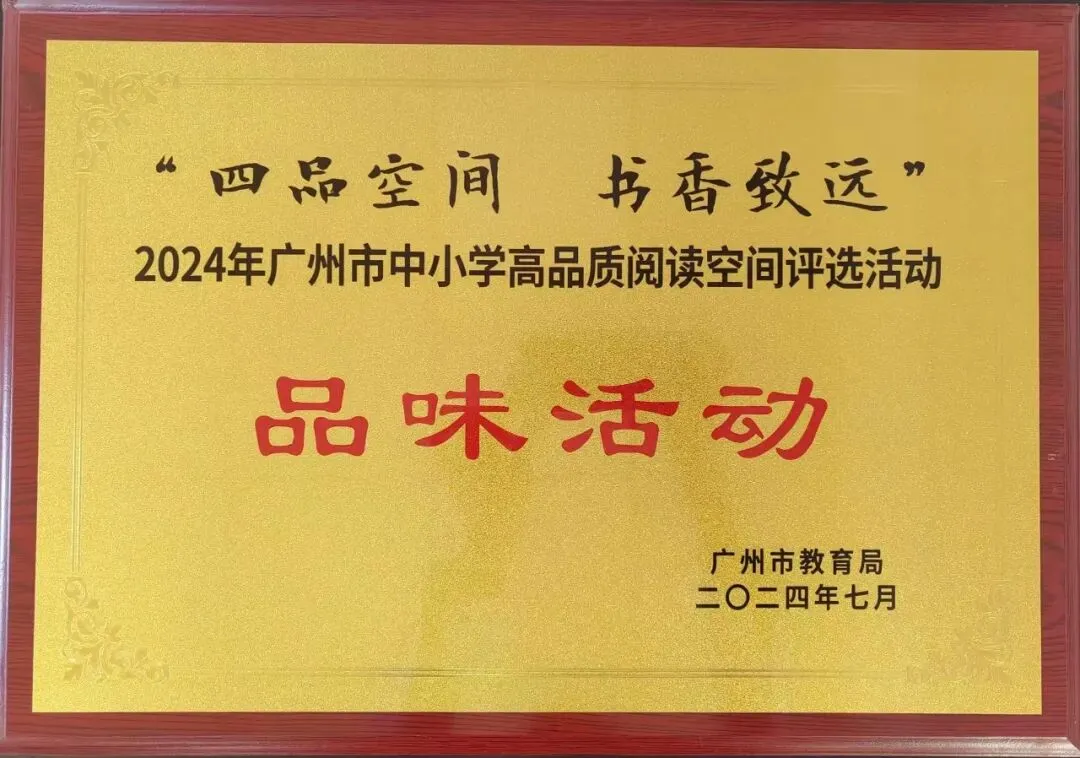 “四品空间 书香致远”
2024年广州市中小学高品质阅读空间评选活动
品味活动
广州市教育局
二〇二四年七月